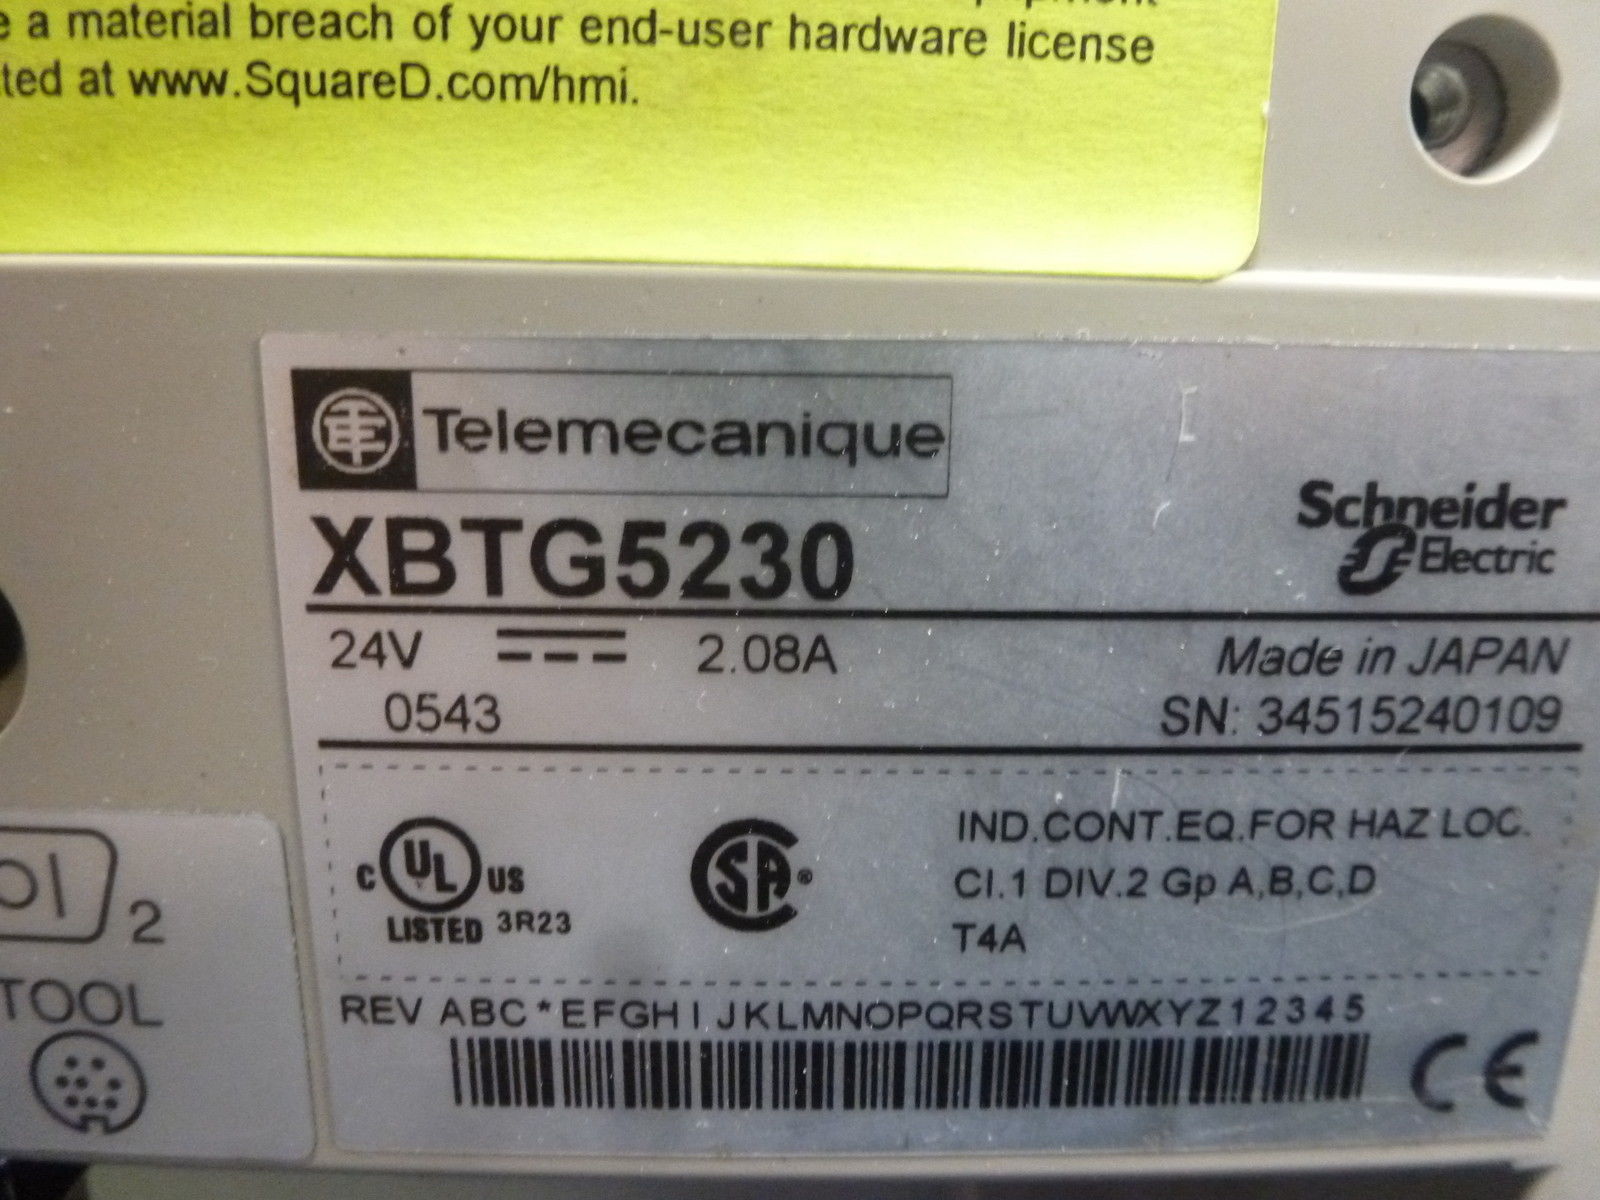 a material breach of your end-user hardware license
at www.SquareD.com/hmi.
Telemecanique
XBTG5230
Schneider
Electric
24V 2.08A
Made in JAPAN
0543
SN: 34515240109
C UL US
LISTED 3R23
SA ®
IND.CONT.EQ.FOR HAZ LOC.
Cl.1 DIV.2 Gp A,B,C,D
T4A
REV ABC*EFGHIJKLMNOPQRSTUVWXYZ12345
CE
2
TOOL